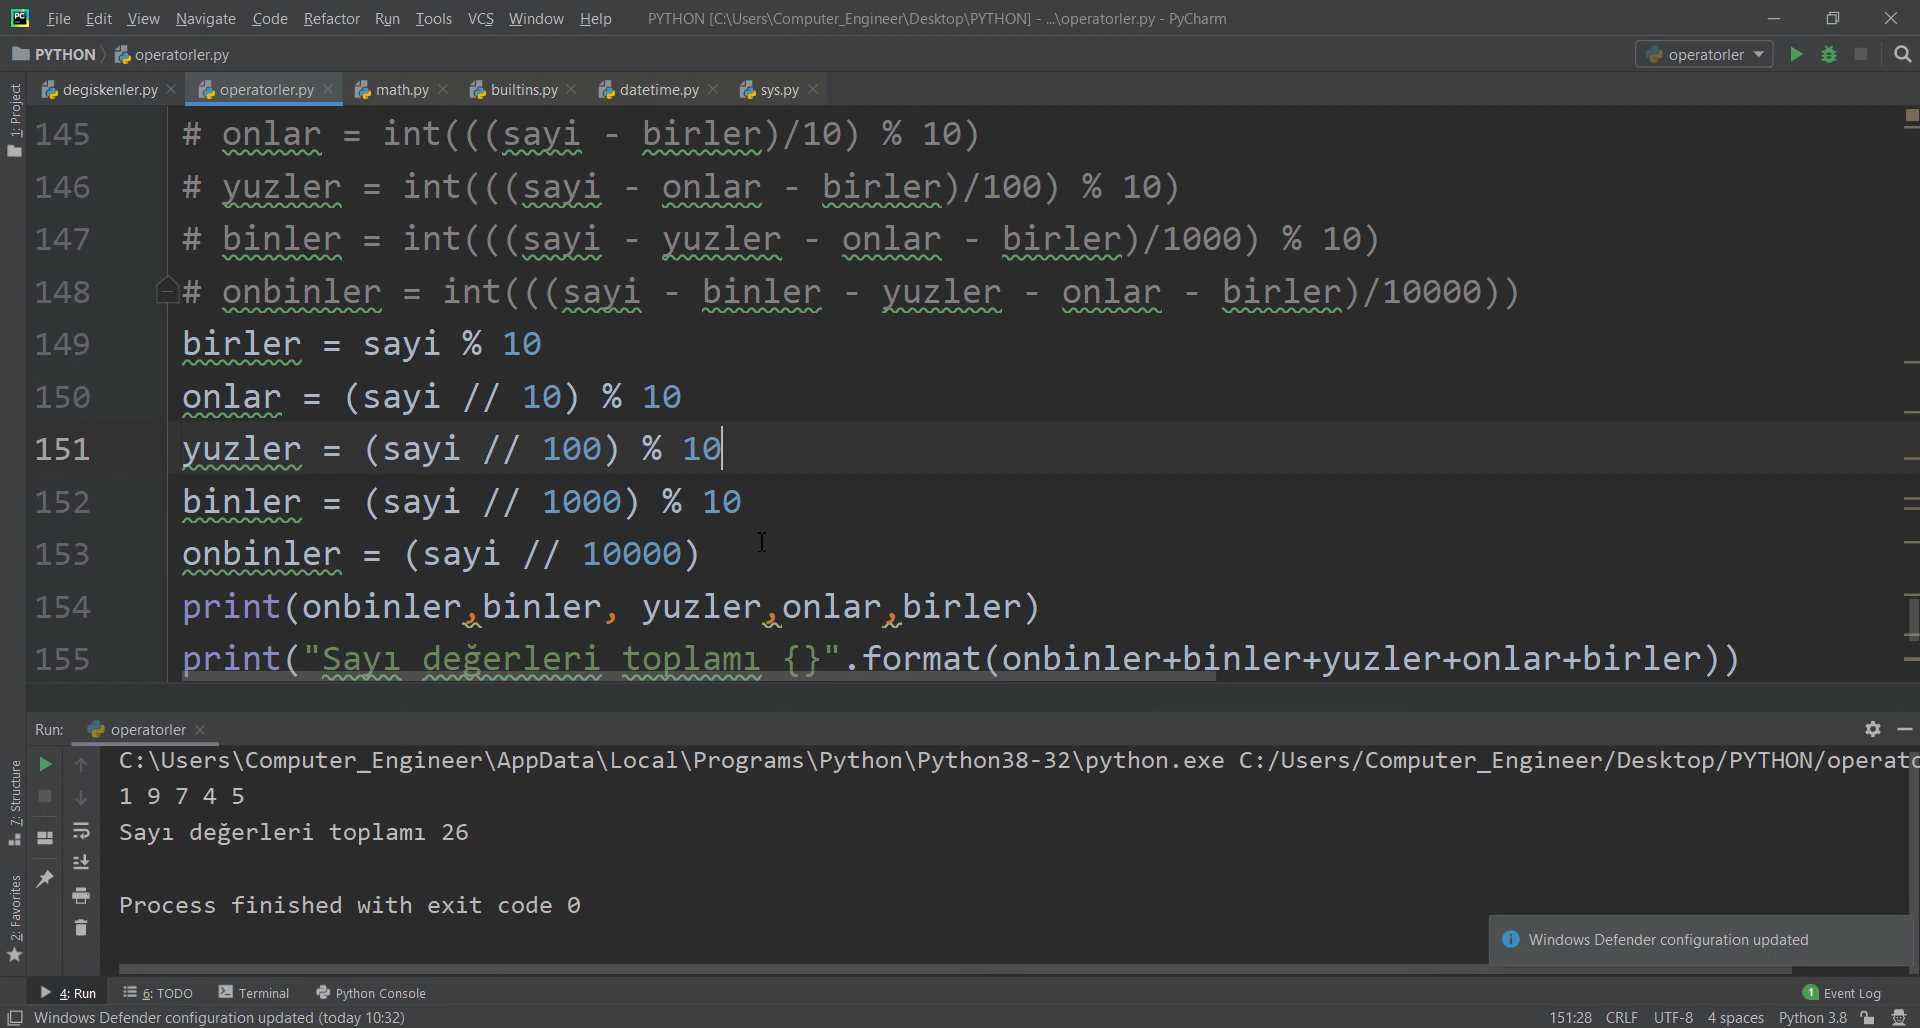 File Edit View Navigate Code Refactor Run Tools VCS Window Help PYTHON [C:\Users\Computer_Engineer\Desktop\PYTHON] - ...\operatorler.py - PyCharm
PYTHON operatorler.py operatorler
degiskenler.py operatorler.py math.py builtins.py datetime.py sys.py
1: Project
145 # onlar = int(((sayi - birler)/10) % 10)
146 # yuzler = int(((sayi - onlar - birler)/100) % 10)
147 # binler = int(((sayi - yuzler - onlar - birler)/1000) % 10)
148 # onbinler = int(((sayi - binler - yuzler - onlar - birler)/10000))
149 birler = sayi % 10
150 onlar = (sayi // 10) % 10
151 yuzler = (sayi // 100) % 10
152 binler = (sayi // 1000) % 10
153 onbinler = (sayi // 10000)
154 print(onbinler,binler, yuzler,onlar,birler)
155 print("Sayı değerleri toplamı {}".format(onbinler+binler+yuzler+onlar+birler))
Run: operatorler
C:\Users\Computer_Engineer\AppData\Local\Programs\Python\Python38-32\python.exe C:/Users/Computer_Engineer/Desktop/PYTHON/operato
1 9 7 4 5
Sayı değerleri toplamı 26
Process finished with exit code 0
7: Structure
2: Favorites
Windows Defender configuration updated
4: Run 6: TODO Terminal Python Console 1 Event Log
Windows Defender configuration updated (today 10:32) 151:28 CRLF UTF-8 4 spaces Python 3.8